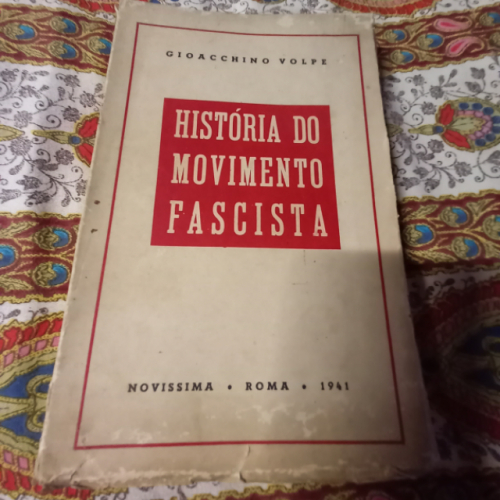 GIOACCHINO VOLPE
HISTÓRIA DO
MOVIMENTO
FASCISTA
NOVISSIMA • ROMA • 1941